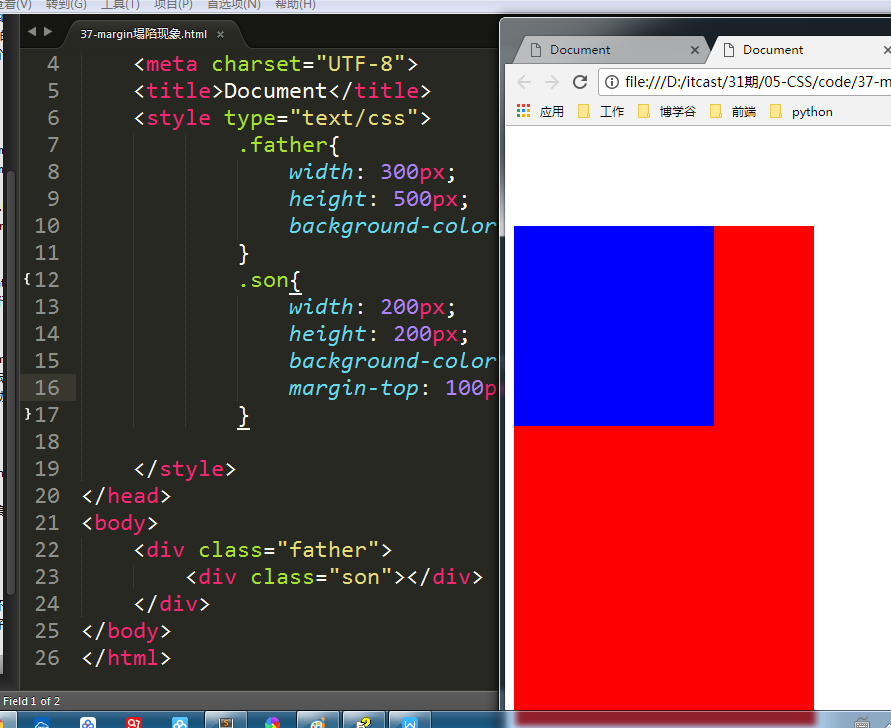 查看(V) 转到(G) 工具(T) 项目(P) 首选项(N) 帮助(H)
37-margin塌陷现象.html ×
4 <meta charset="UTF-8">
5 <title>Document</title>
6 <style type="text/css">
7 .father{
8 width: 300px;
9 height: 500px;
10 background-color
11 }
12 .son{
13 width: 200px;
14 height: 200px;
15 background-color
16 margin-top: 100p
17 }
18
19 </style>
20 </head>
21 <body>
22 <div class="father">
23 <div class="son"></div>
24 </div>
25 </body>
26 </html>
Field 1 of 2
Document × Document
file:///D:/itcast/31期/05-CSS/code/37-m
应用 工作 博学谷 前端 python